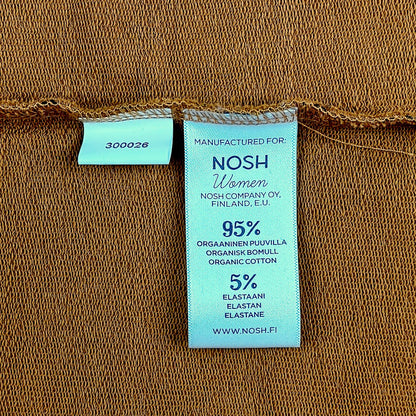 300026
MANUFACTURED FOR:
NOSH
Women
NOSH COMPANY OY,
FINLAND, E.U.
95%
ORGAANINEN PUUVILLA
ORGANISK BOMULL
ORGANIC COTTON
5%
ELASTAANI
ELASTAN
ELASTANE
WWW.NOSH.FI